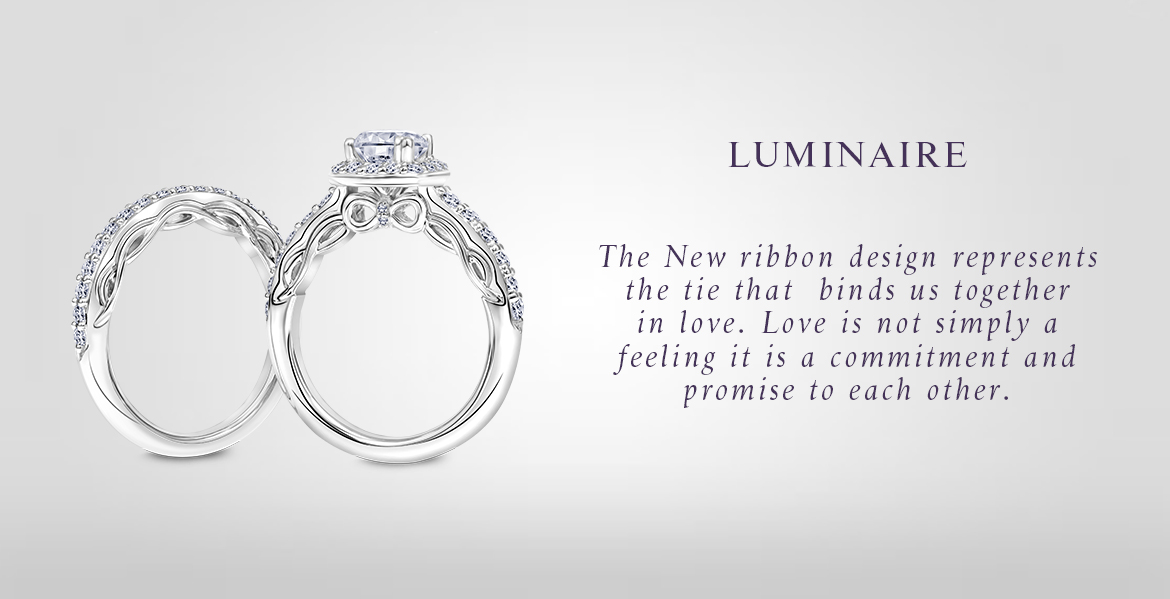 LUMINAIRE
The New ribbon design represents
the tie that  binds us together
in love. Love is not simply a
feeling it is a commitment and
promise to each other.